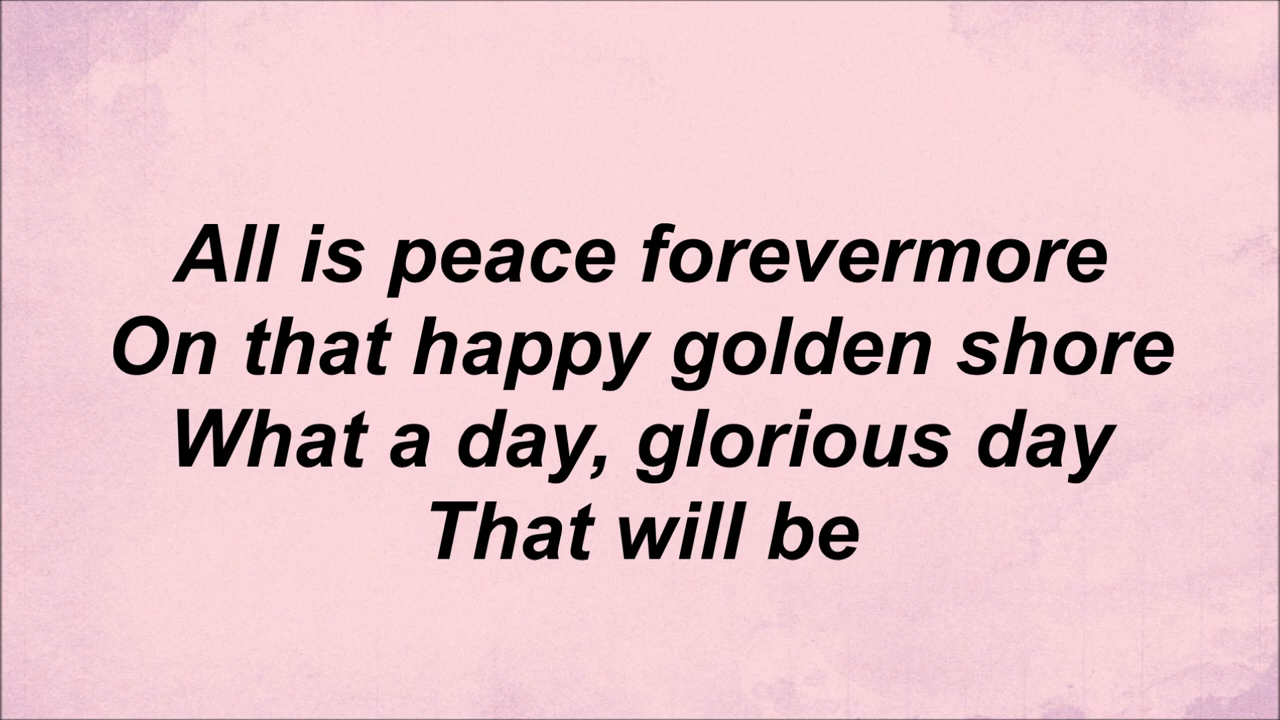 All is peace forevermore
On that happy golden shore
What a day, glorious day
That will be